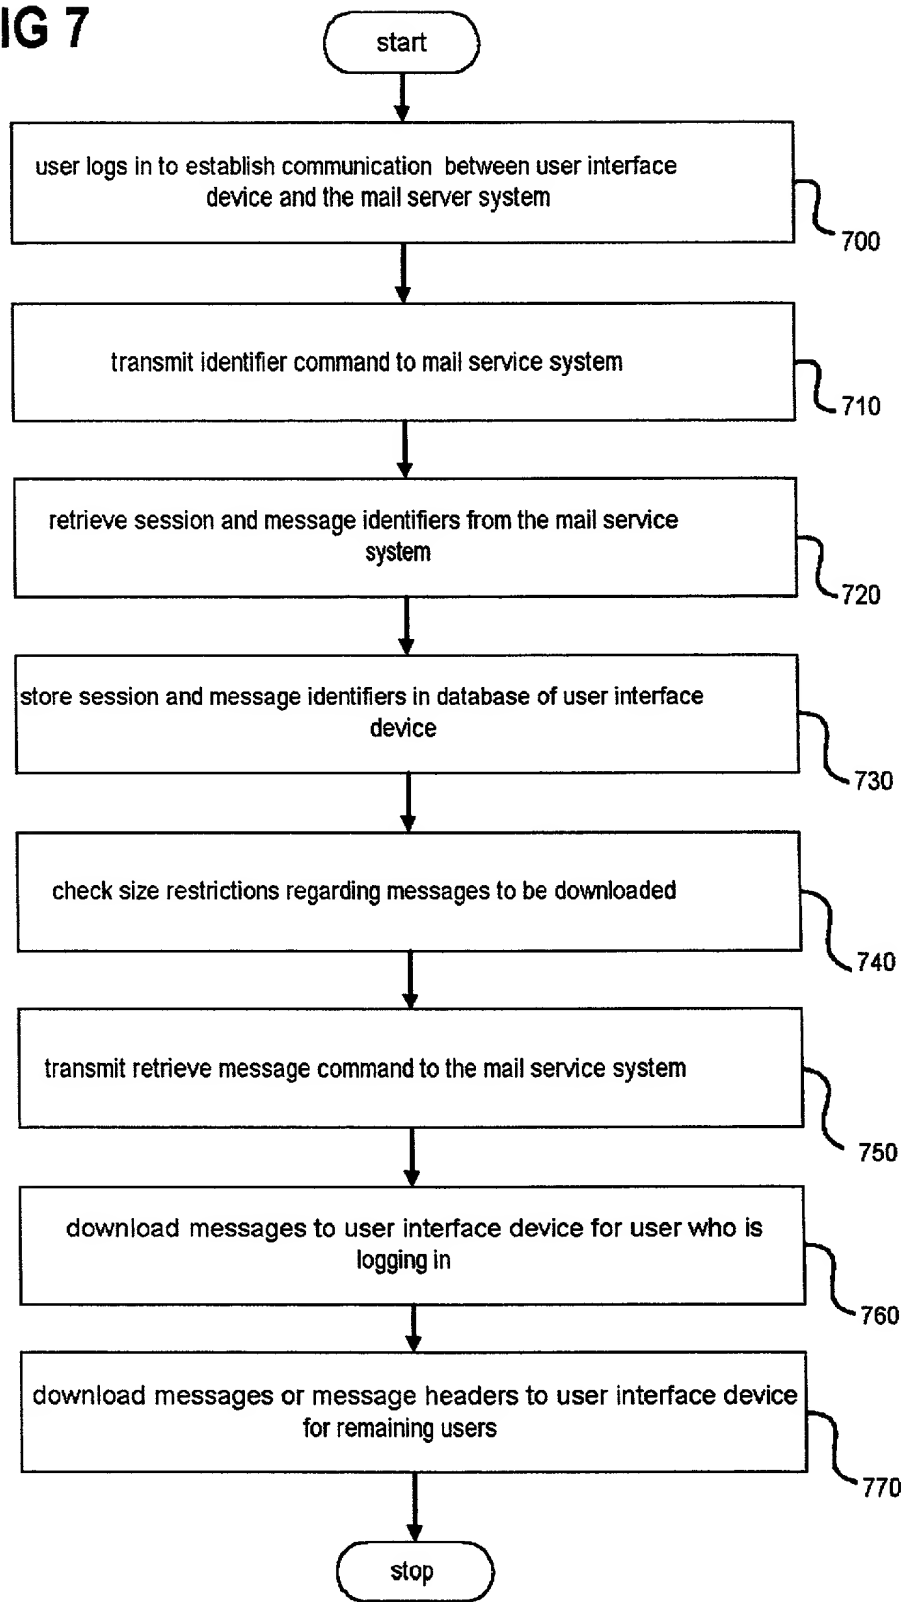 IG 7
start
user logs in to establish communication between user interface
device and the mail server system
700
transmit identifier command to mail service system
710
retrieve session and message identifiers from the mail service
system
720
store session and message identifiers in database of user interface
device
730
check size restrictions regarding messages to be downloaded
740
transmit retrieve message command to the mail service system
750
download messages to user interface device for user who is
logging in
760
download messages or message headers to user interface device
for remaining users
770
stop